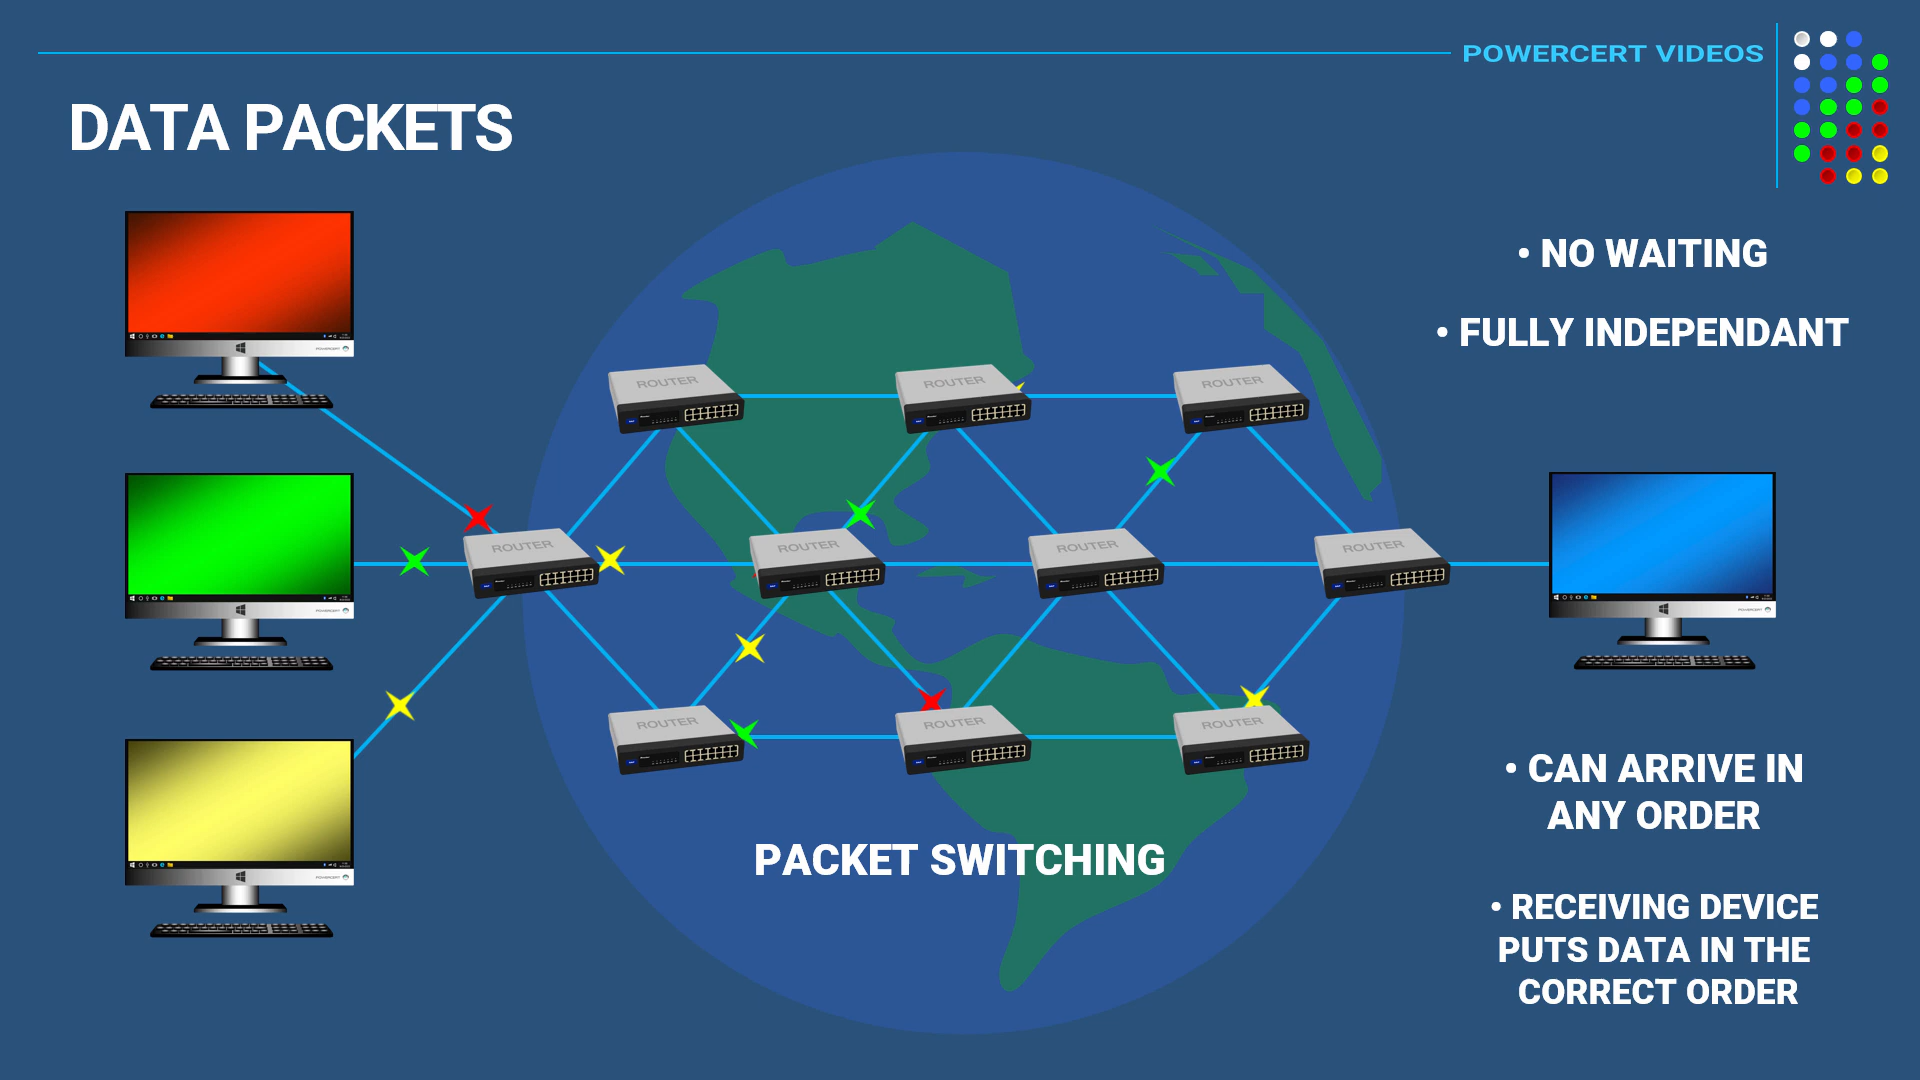 POWERCERT VIDEOS
DATA PACKETS
• NO WAITING
• FULLY INDEPENDANT
ROUTER
ROUTER
ROUTER
ROUTER
ROUTER
ROUTER
ROUTER
ROUTER
ROUTER
ROUTER
• CAN ARRIVE IN
ANY ORDER
PACKET SWITCHING
• RECEIVING DEVICE
PUTS DATA IN THE
CORRECT ORDER